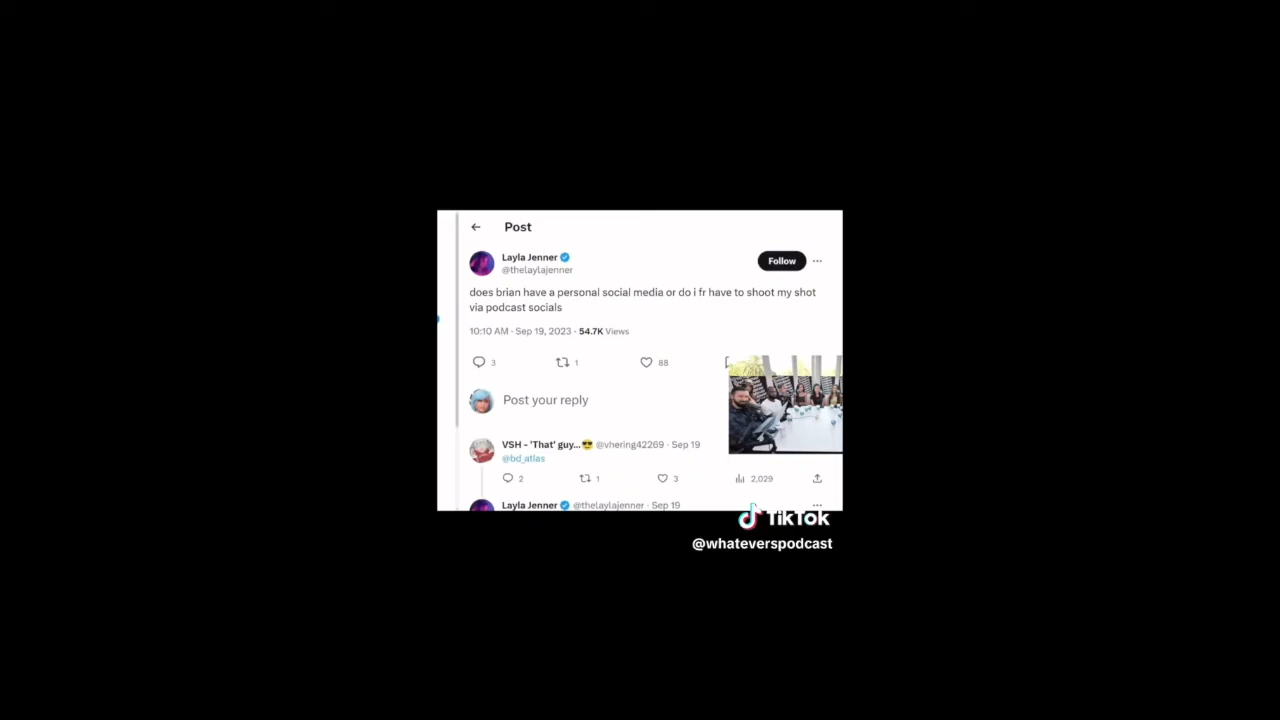 ← Post
Layla Jenner
@thelaylajenner
Follow ...
does brian have a personal social media or do i fr have to shoot my shot
via podcast socials
10:10 AM · Sep 19, 2023 · 54.7K Views
3 1 88
Post your reply
VSH - 'That' guy...😎 @vhering42269 · Sep 19
@bd_atlas
2 1 3 2,029
Layla Jenner @thelaylajenner · Sep 19 ...
TikTok
@whateverspodcast